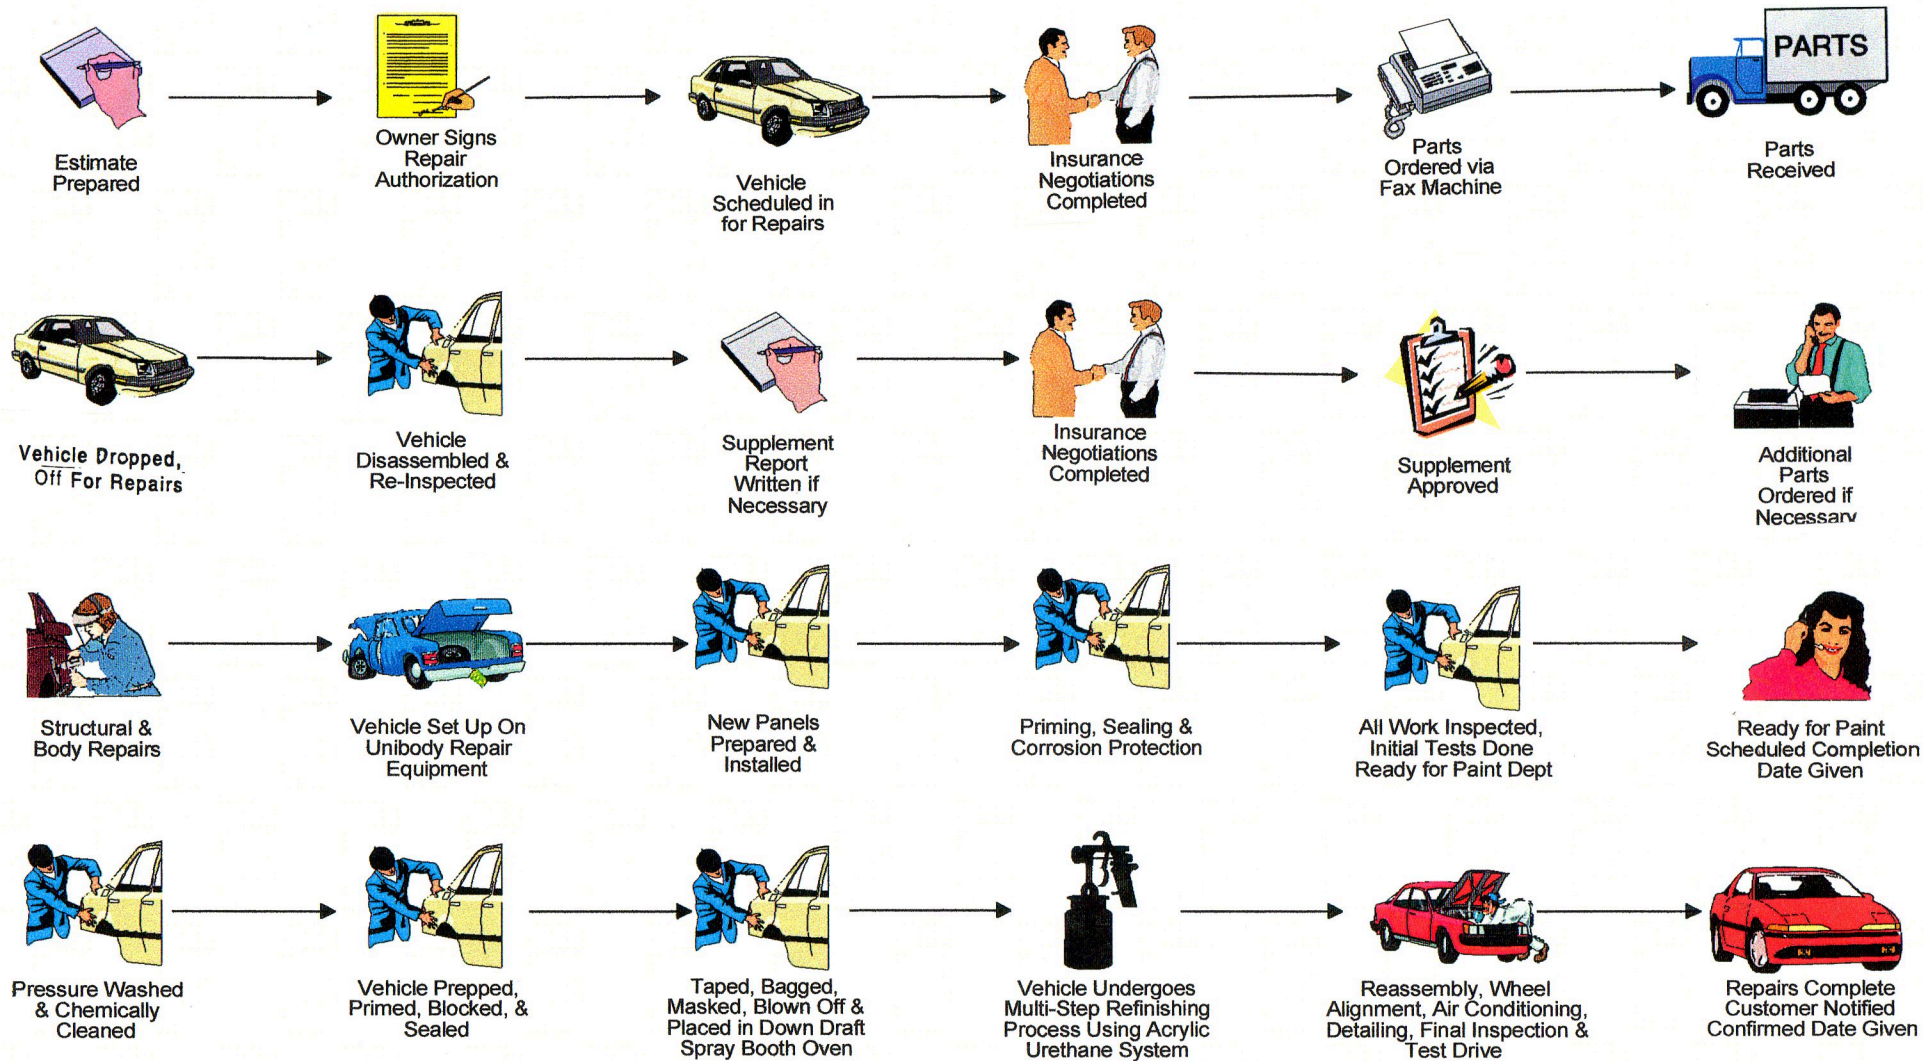 PARTS
Estimate
Prepared
Owner Signs
Repair
Authorization
Vehicle
Scheduled in
for Repairs
Insurance
Negotiations
Completed
Parts
Ordered via
Fax Machine
Parts
Received
Vehicle Dropped,
Off For Repairs
Vehicle
Disassembled &
Re-Inspected
Supplement
Report
Written if
Necessary
Insurance
Negotiations
Completed
Supplement
Approved
Additional
Parts
Ordered if
Necessary
Structural &
Body Repairs
Vehicle Set Up On
Unibody Repair
Equipment
New Panels
Prepared &
Installed
Priming, Sealing &
Corrosion Protection
All Work Inspected,
Initial Tests Done
Ready for Paint Dept
Ready for Paint
Scheduled Completion
Date Given
Pressure Washed
& Chemically
Cleaned
Vehicle Prepped,
Primed, Blocked, &
Sealed
Taped, Bagged,
Masked, Blown Off &
Placed in Down Draft
Spray Booth Oven
Vehicle Undergoes
Multi-Step Refinishing
Process Using Acrylic
Urethane System
Reassembly, Wheel
Alignment, Air Conditioning,
Detailing, Final Inspection &
Test Drive
Repairs Complete
Customer Notified
Confirmed Date Given